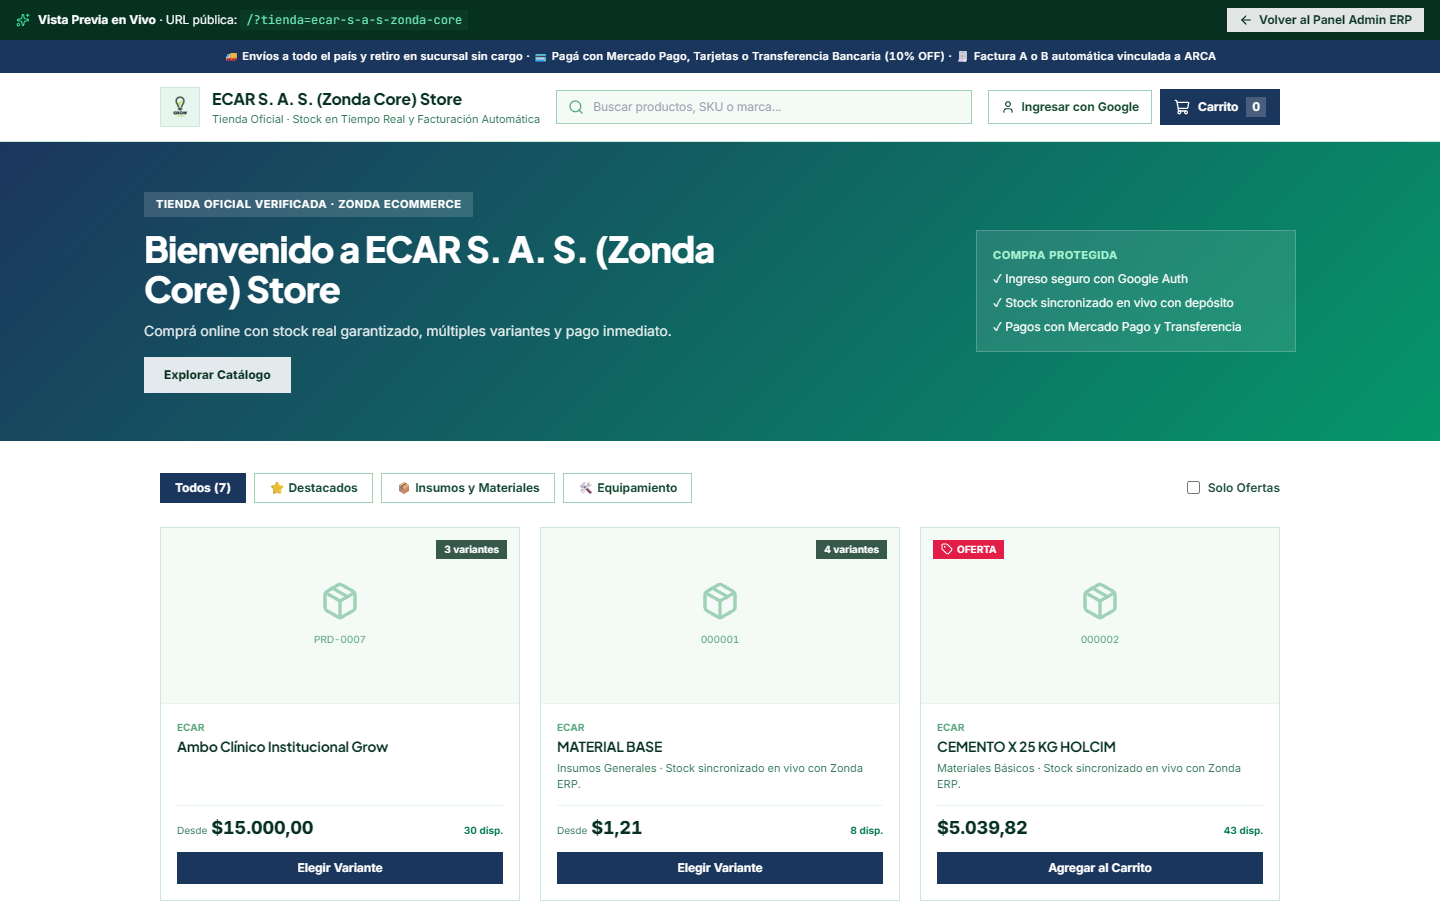 Vista Previa en Vivo · URL pública: /?tienda=ecar-s-a-s-zonda-core
Volver al Panel Admin ERP
Envíos a todo el país y retiro en sucursal sin cargo · Pagá con Mercado Pago, Tarjetas o Transferencia Bancaria (10% OFF) · Factura A o B automática vinculada a ARCA
GROW
ECAR S. A. S. (Zonda Core) Store
Tienda Oficial · Stock en Tiempo Real y Facturación Automática
Buscar productos, SKU o marca...
Ingresar con Google
Carrito 0
TIENDA OFICIAL VERIFICADA · ZONDA ECOMMERCE
Bienvenido a ECAR S. A. S. (Zonda
Core) Store
Comprá online con stock real garantizado, múltiples variantes y pago inmediato.
Explorar Catálogo
COMPRA PROTEGIDA
✓ Ingreso seguro con Google Auth
✓ Stock sincronizado en vivo con depósito
✓ Pagos con Mercado Pago y Transferencia
Todos (7)
Destacados
Insumos y Materiales
Equipamiento
Solo Ofertas
3 variantes
PRD-0007
ECAR
Ambo Clínico Institucional Grow
Desde $15.000,00
30 disp.
Elegir Variante
4 variantes
000001
ECAR
MATERIAL BASE
Insumos Generales · Stock sincronizado en vivo con Zonda
ERP.
Desde $1,21
8 disp.
Elegir Variante
OFERTA
000002
ECAR
CEMENTO X 25 KG HOLCIM
Materiales Básicos · Stock sincronizado en vivo con Zonda
ERP.
$5.039,82
43 disp.
Agregar al Carrito